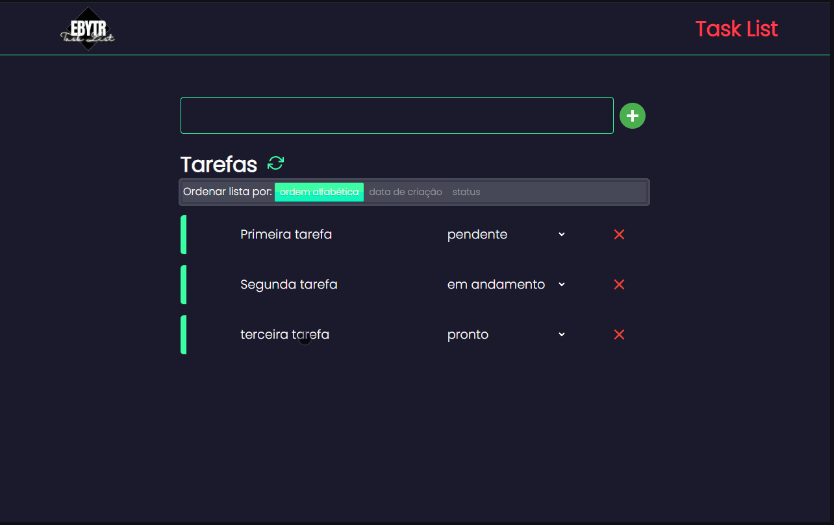 EBYTR
Task List
Task List
Tarefas
Ordenar lista por: ordem alfabética data de criação status
Primeira tarefa pendente
Segunda tarefa em andamento
terceira tarefa pronto